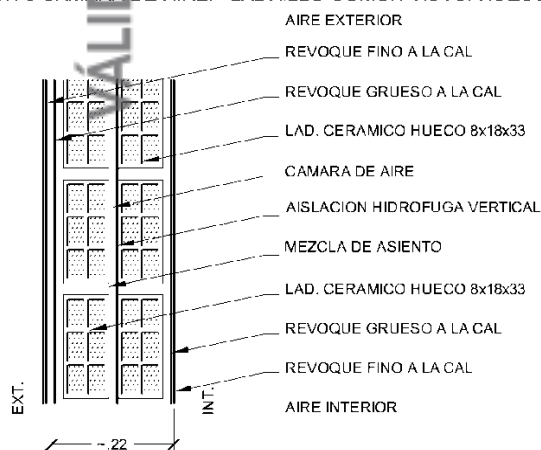 AIRE EXTERIOR
REVOQUE FINO A LA CAL
REVOQUE GRUESO A LA CAL
LAD. CERAMICO HUECO 8x18x33
CAMARA DE AIRE
AISLACION HIDROFUGA VERTICAL
MEZCLA DE ASIENTO
LAD. CERAMICO HUECO 8x18x33
REVOQUE GRUESO A LA CAL
REVOQUE FINO A LA CAL
AIRE INTERIOR
EXT.
INT.
~.22
VÁLI